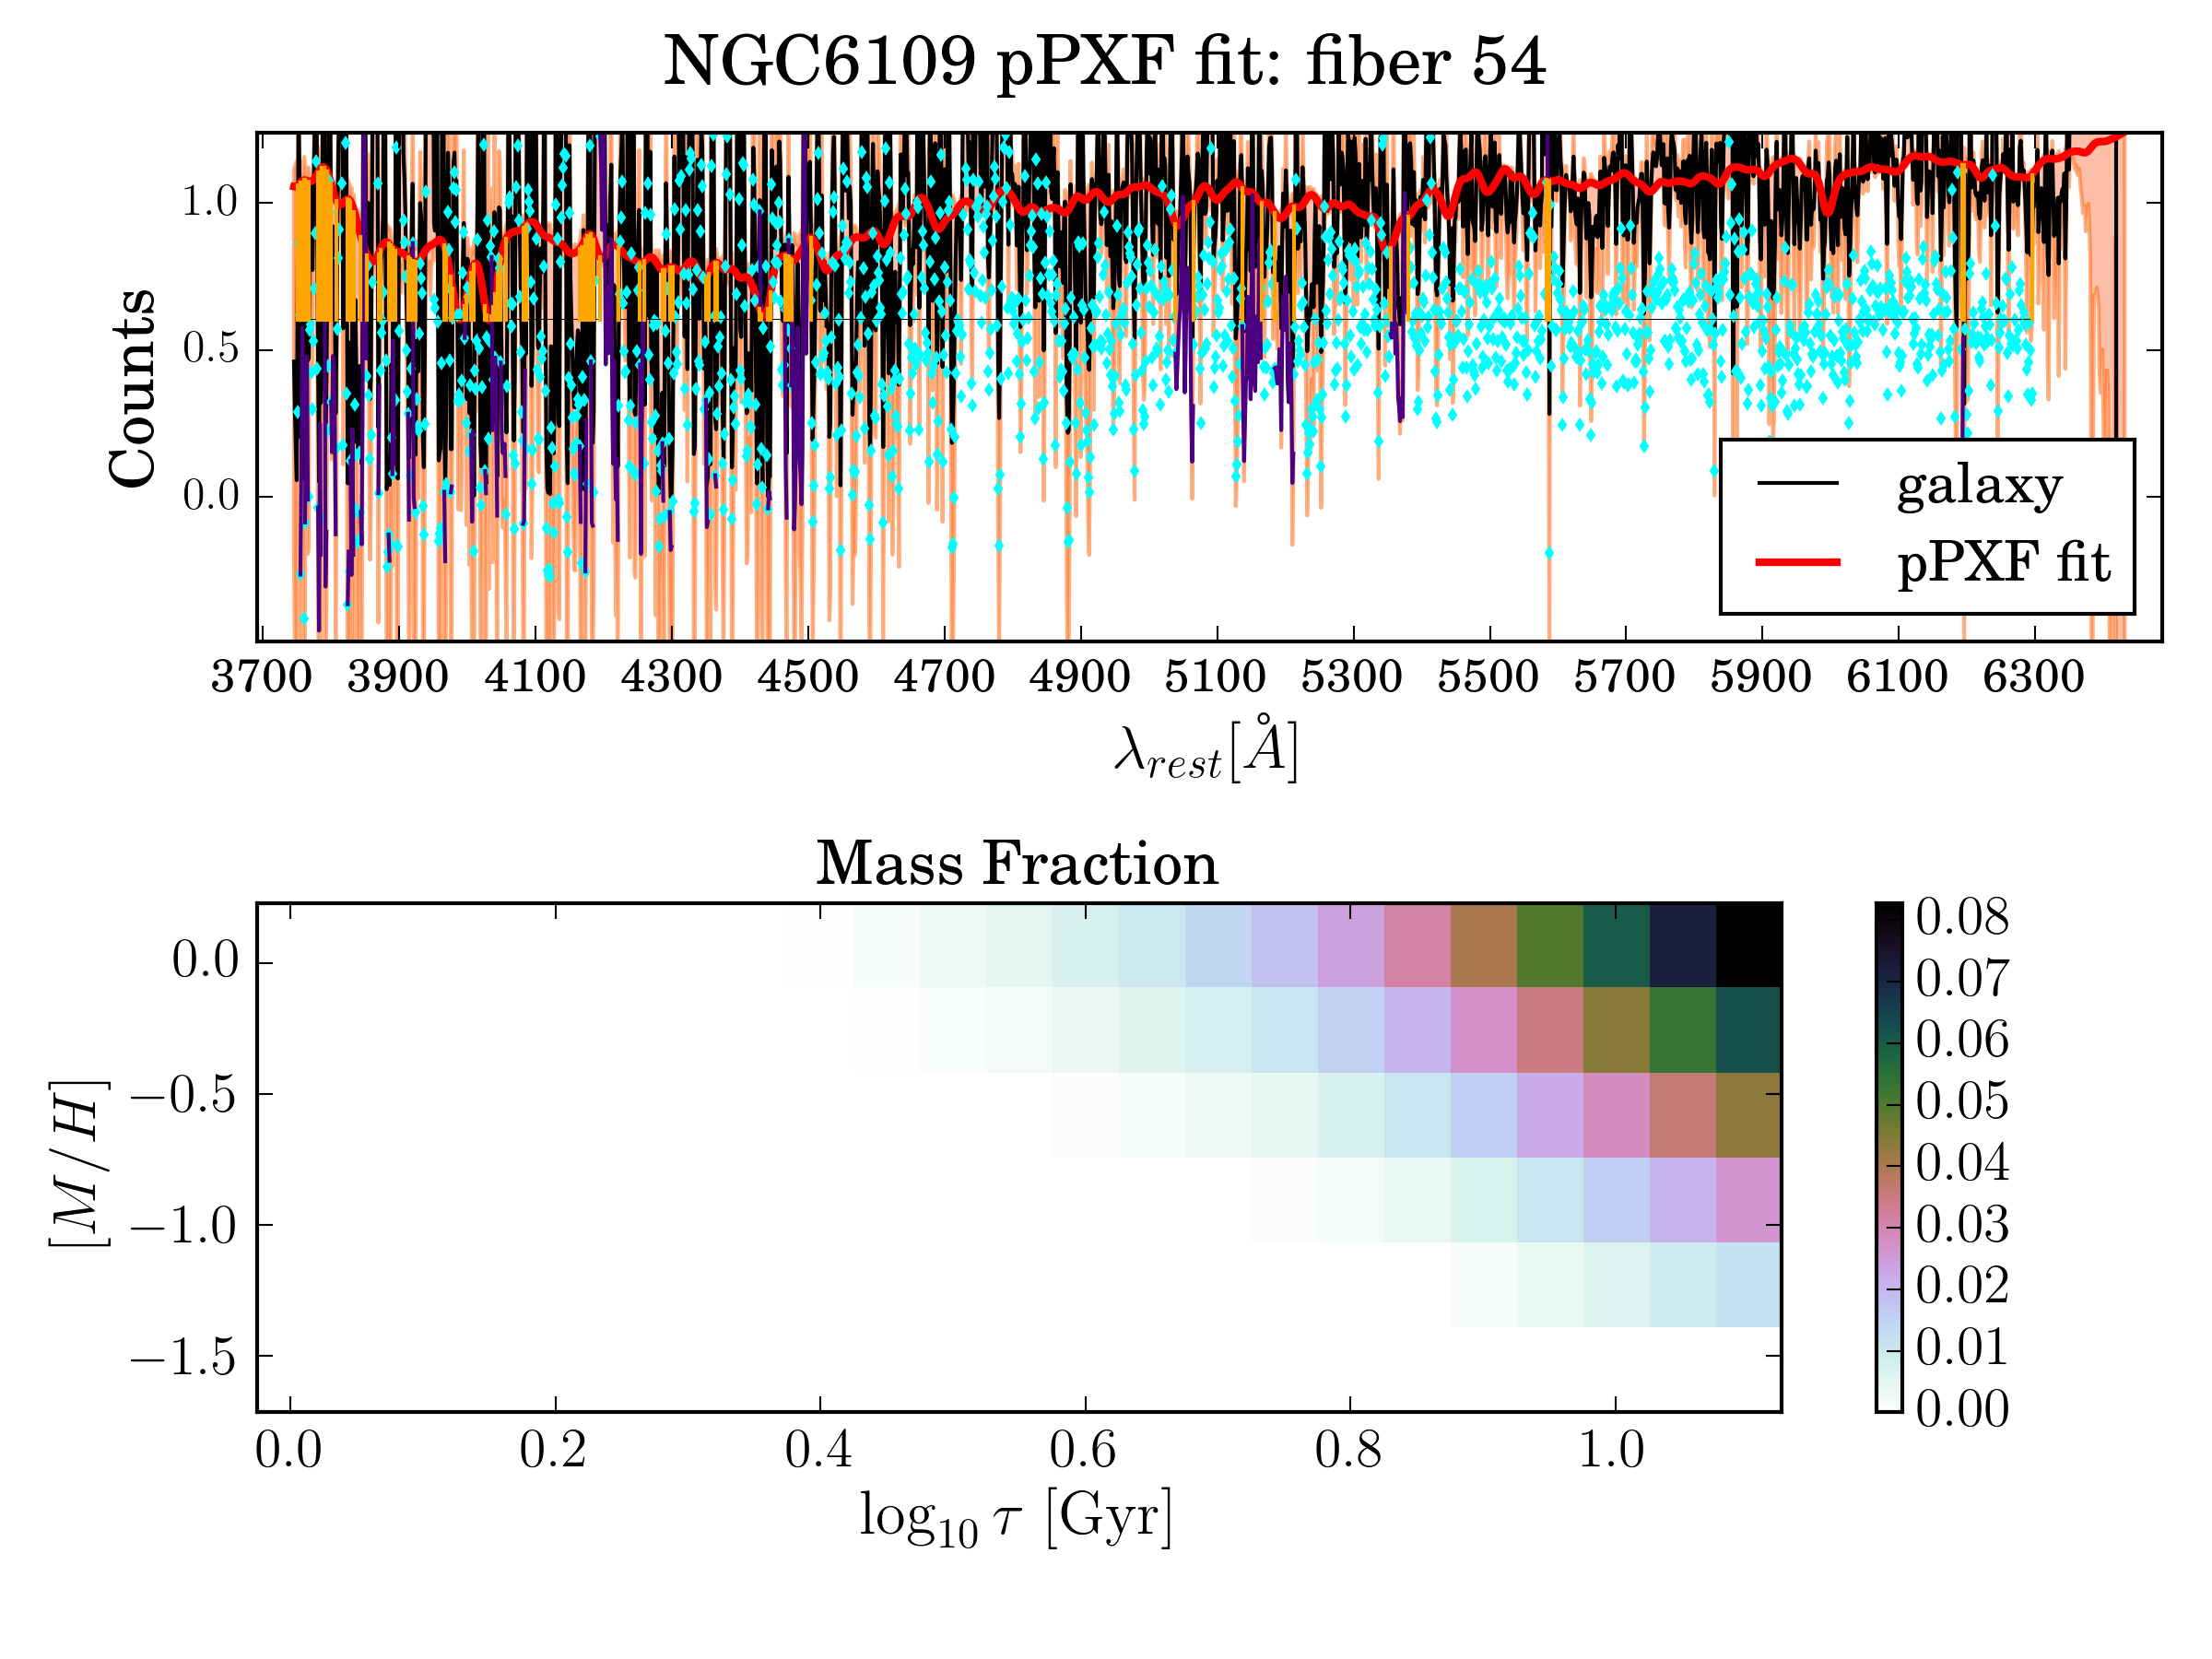 NGC6109 pPXF fit: fiber 54
Counts
1.0
0.5
0.0
galaxy
pPXF fit
3700 3900 4100 4300 4500 4700 4900 5100 5300 5500 5700 5900 6100 6300
λ_rest[Å]
Mass Fraction
[M/H]
0.0
−0.5
−1.0
−1.5
0.0 0.2 0.4 0.6 0.8 1.0
log₁₀ τ [Gyr]
0.08
0.07
0.06
0.05
0.04
0.03
0.02
0.01
0.00